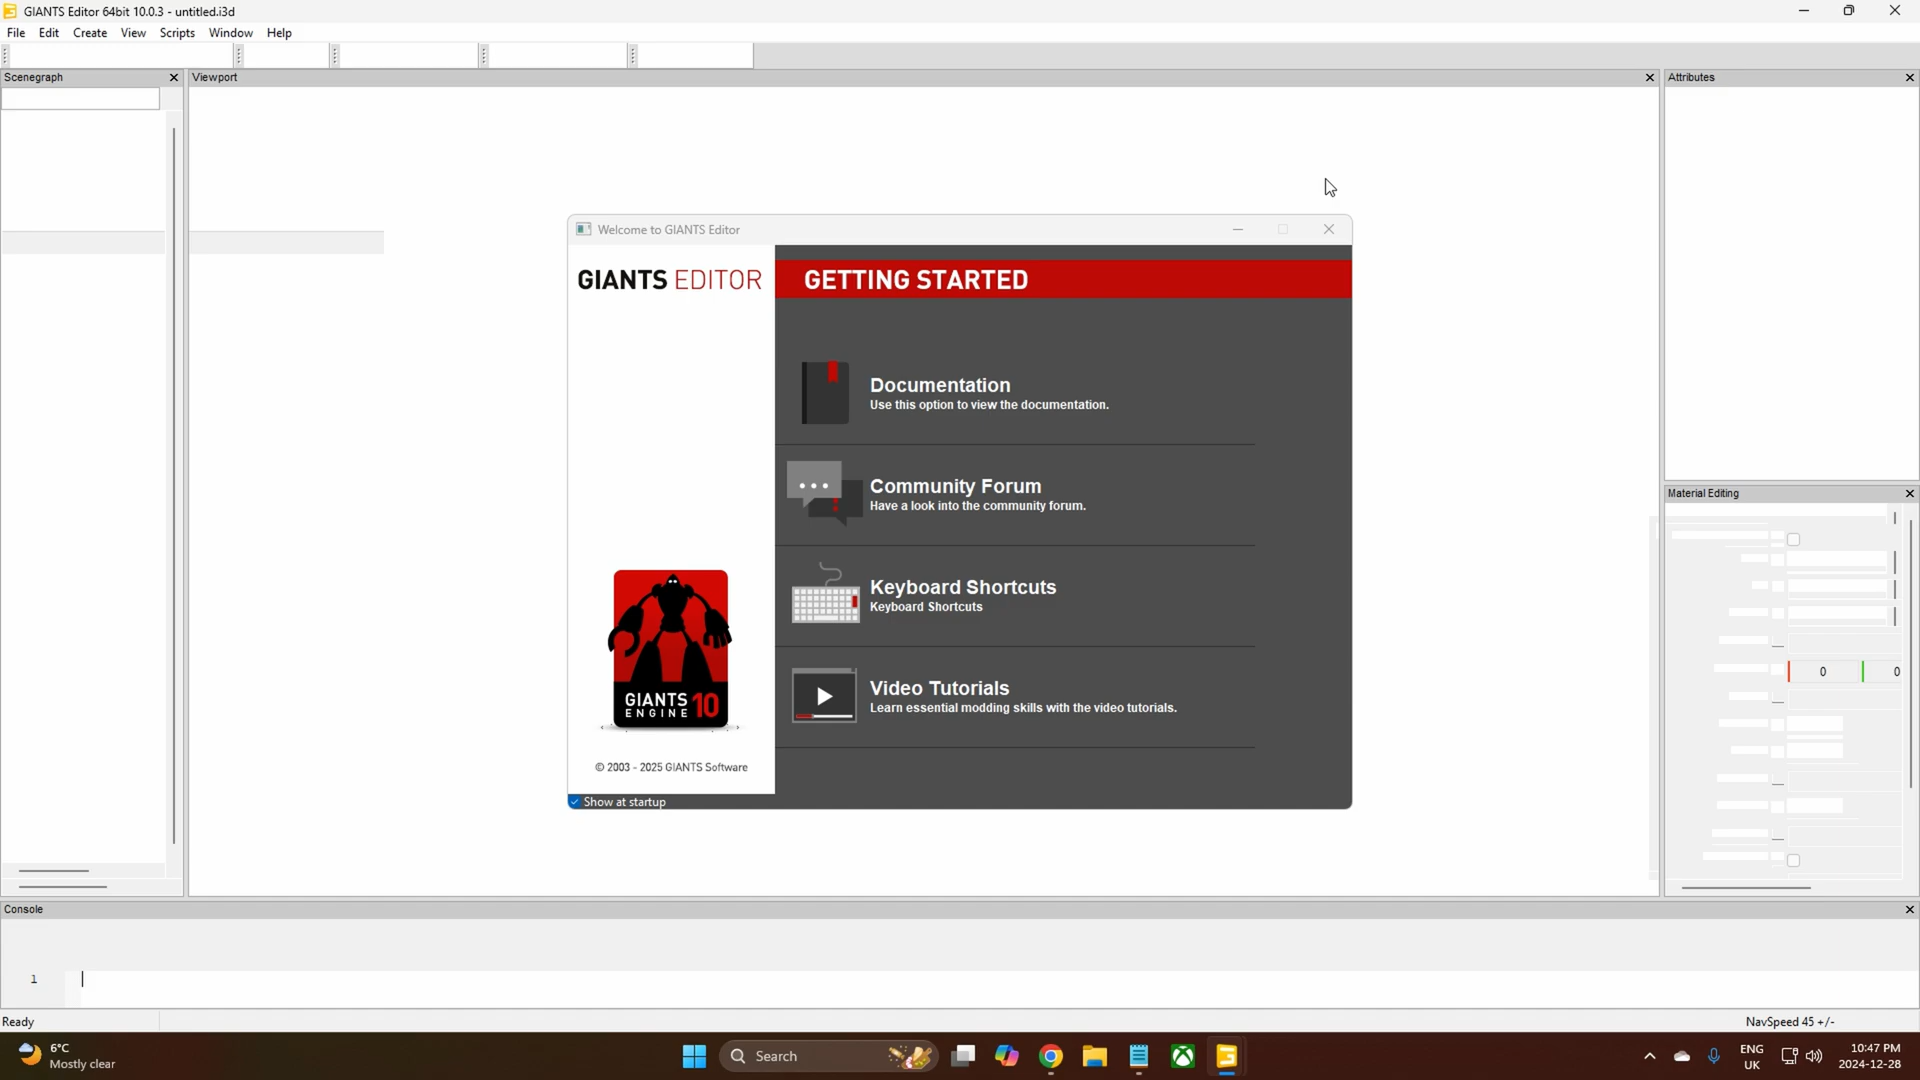 GIANTS Editor 64bit 10.0.3 - untitled.i3d
File Edit Create View Scripts Window Help
Scenegraph
Viewport
Attributes
Welcome to GIANTS Editor
GIANTS EDITOR
GETTING STARTED
Documentation
Use this option to view the documentation.
Community Forum
Have a look into the community forum.
Keyboard Shortcuts
Keyboard Shortcuts
Video Tutorials
Learn essential modding skills with the video tutorials.
GIANTS
ENGINE 10
© 2003 - 2025 GIANTS Software
Show at startup
Material Editing
0 0
Console
1
Ready
NavSpeed 45 +/-
6°C
Mostly clear
Search
ENG
UK
10:47 PM
2024-12-28